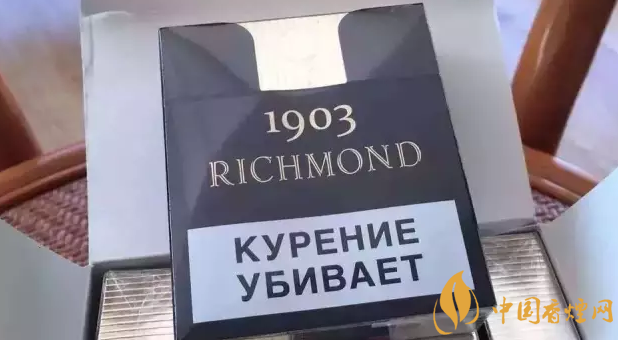 1903
RICHMOND
КУРЕНИЕ
УБИВАЕТ
中国香烟网